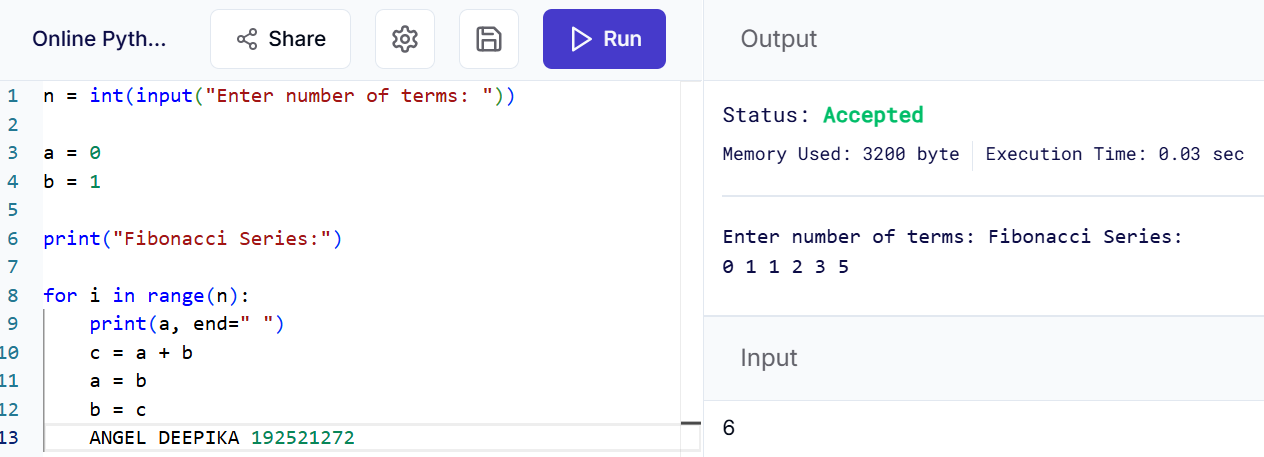 Online Pyth... Share Run
1 n = int(input("Enter number of terms: "))
2
3 a = 0
4 b = 1
5
6 print("Fibonacci Series:")
7
8 for i in range(n):
9     print(a, end=" ")
10     c = a + b
11     a = b
12     b = c
13     ANGEL DEEPIKA 192521272
Output
Status: Accepted
Memory Used: 3200 byte Execution Time: 0.03 sec
Enter number of terms: Fibonacci Series:
0 1 1 2 3 5
Input
6